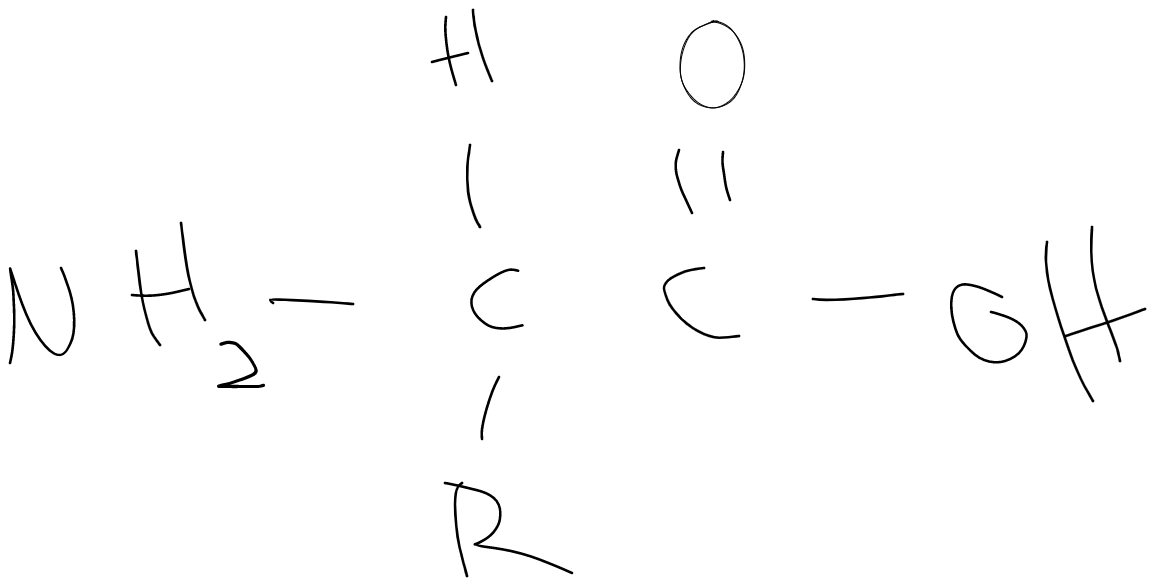 H O
| ||
NH2 — C C — OH
|
R